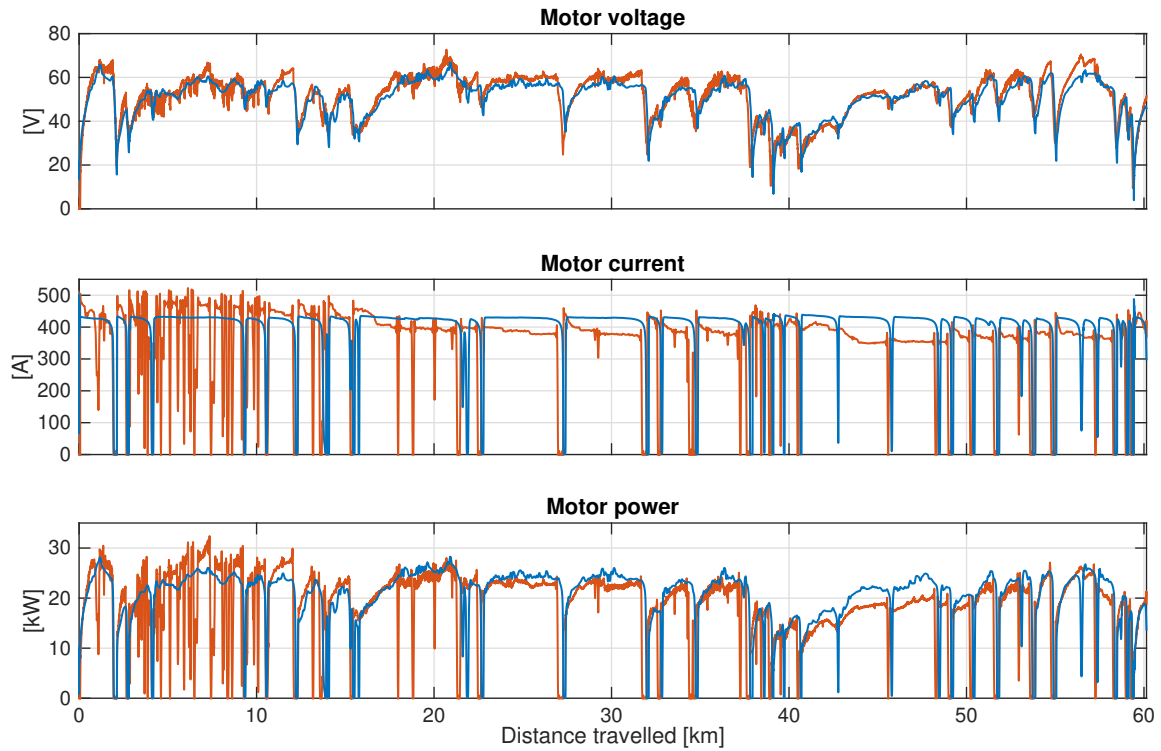 Motor voltage
80
60
40
20
0
[V]
Motor current
500
400
300
200
100
0
[A]
Motor power
30
20
10
0
[kW]
0 10 20 30 40 50 60
Distance travelled [km]